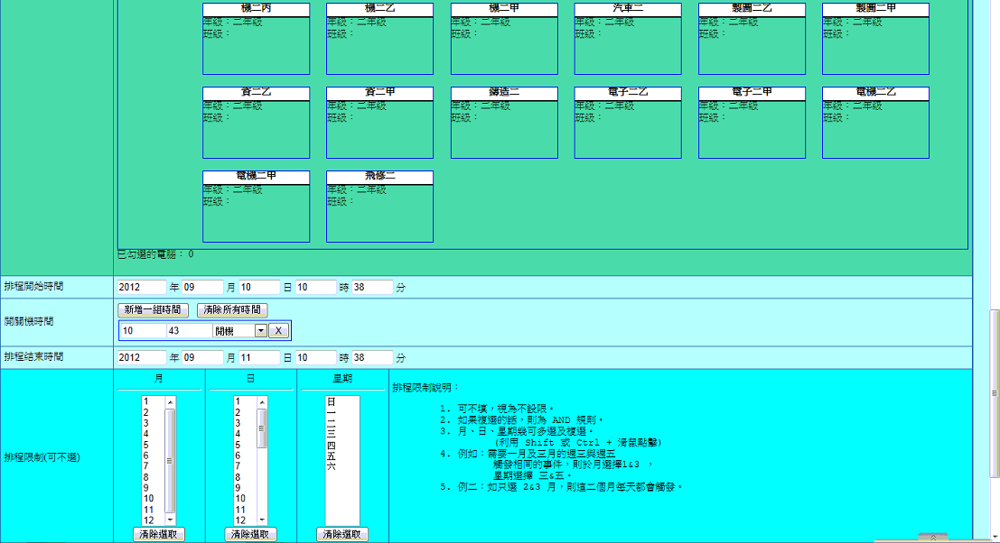 機二丙 機二乙 機二甲 汽車二 製圖二乙 製圖二甲
年級：二年級 年級：二年級 年級：二年級 年級：二年級 年級：二年級 年級：二年級
班級： 班級： 班級： 班級： 班級： 班級：
資二乙 資二甲 鑄造二 電子二乙 電子二甲 電機二乙
年級：二年級 年級：二年級 年級：二年級 年級：二年級 年級：二年級 年級：二年級
班級： 班級： 班級： 班級： 班級： 班級：
電機二甲 飛修二
年級：二年級 年級：二年級
班級： 班級：
已勾選的電腦： 0
排程開始時間 2012 年 09 月 10 日 10 時 38 分
開關機時間
新增一組時間 清除所有時間
10 43 開機 X
排程結束時間 2012 年 09 月 11 日 10 時 38 分
排程限制(可不選)
月
1
2
3
4
5
6
7
8
9
10
11
12
清除選取
日
1
2
3
4
5
6
7
8
9
10
11
12
清除選取
星期
日
一
二
三
四
五
六
清除選取
排程限制說明：
1. 可不填，視為不設限。
2. 如果複選的話，則為 AND 規則。
3. 月、日、星期幾可多選及複選。
(利用 Shift 或 Ctrl + 滑鼠點擊)
4. 例如：需要一月及三月的週三與週五
觸發相同的事件，則於月選擇1&3 ，
星期選擇 三&五。
5. 例二：如只選 2&3 月，則這二個月每天都會觸發。